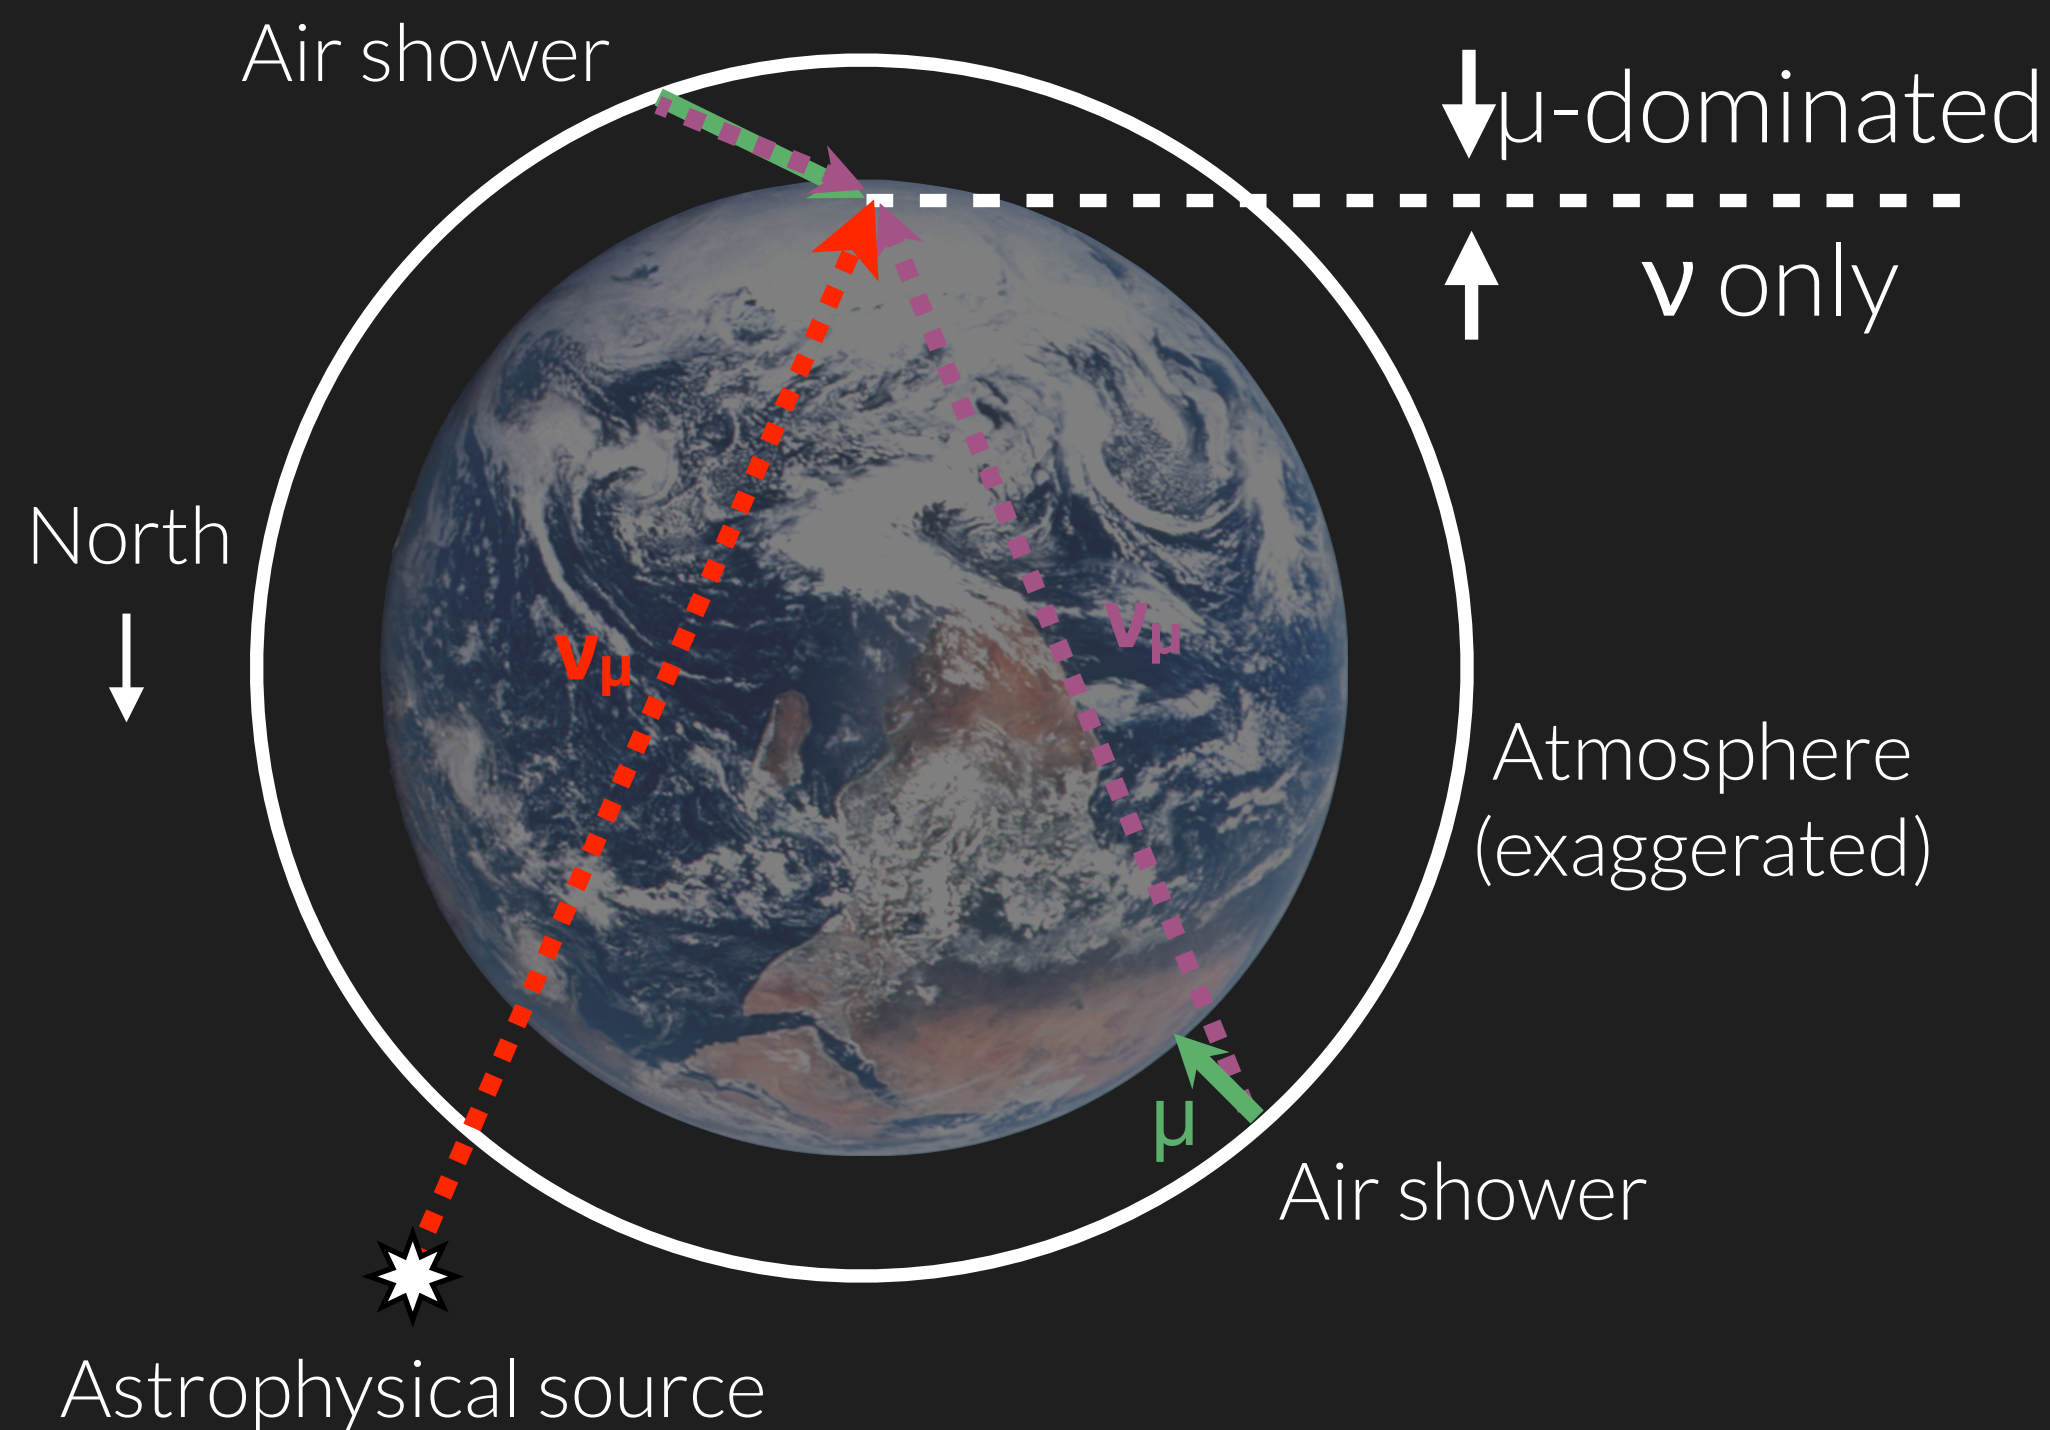 Air shower
μ-dominated
ν only
North
νμ
νμ
Atmosphere
(exaggerated)
μ
Air shower
Astrophysical source